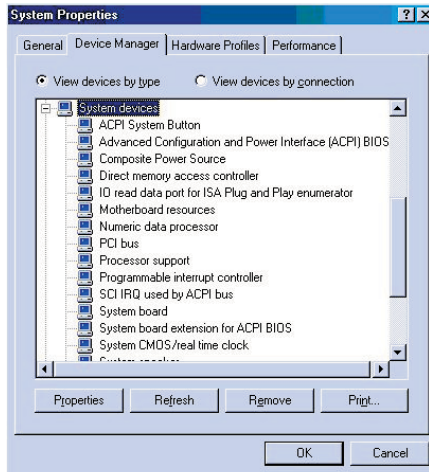 System Properties
General Device Manager Hardware Profiles Performance
View devices by type View devices by connection
System devices
ACPI System Button
Advanced Configuration and Power Interface (ACPI) BIOS
Composite Power Source
Direct memory access controller
IO read data port for ISA Plug and Play enumerator
Motherboard resources
Numeric data processor
PCI bus
Processor support
Programmable interrupt controller
SCI IRQ used by ACPI bus
System board
System board extension for ACPI BIOS
System CMOS/real time clock
Properties Refresh Remove Print...
OK Cancel